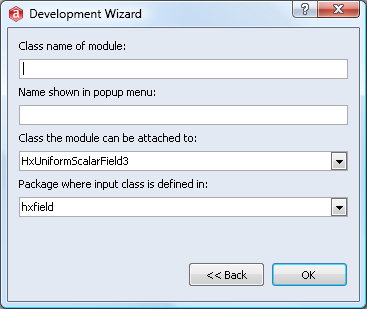 Development Wizard
Class name of module:
Name shown in popup menu:
Class the module can be attached to:
HxUniformScalarField3
Package where input class is defined in:
hxfield
<< Back
OK